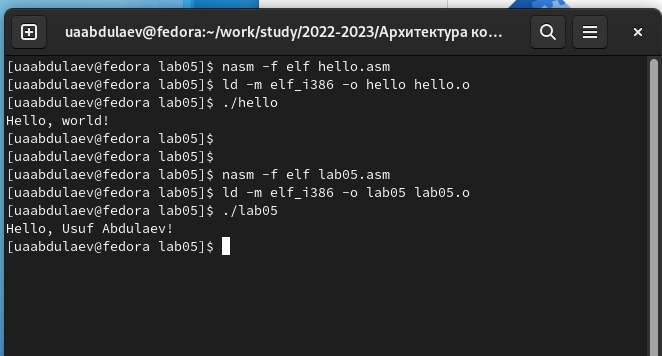 uaabdulaev@fedora:~/work/study/2022-2023/Архитектура ко...
[uaabdulaev@fedora lab05]$ nasm -f elf hello.asm
[uaabdulaev@fedora lab05]$ ld -m elf_i386 -o hello hello.o
[uaabdulaev@fedora lab05]$ ./hello
Hello, world!
[uaabdulaev@fedora lab05]$
[uaabdulaev@fedora lab05]$
[uaabdulaev@fedora lab05]$ nasm -f elf lab05.asm
[uaabdulaev@fedora lab05]$ ld -m elf_i386 -o lab05 lab05.o
[uaabdulaev@fedora lab05]$ ./lab05
Hello, Usuf Abdulaev!
[uaabdulaev@fedora lab05]$